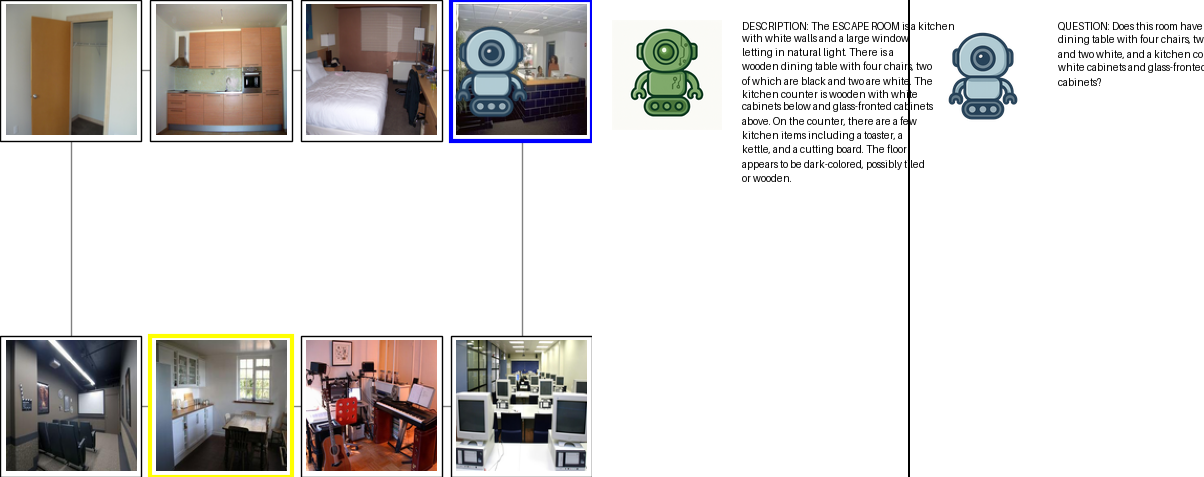 DESCRIPTION: The ESCAPE ROOM is a kitchen
with white walls and a large window
letting in natural light. There is a
wooden dining table with four chairs, two
of which are black and two are white. The
kitchen counter is wooden with white
cabinets below and glass-fronted cabinets
above. On the counter, there are a few
kitchen items including a toaster, a
kettle, and a cutting board. The floor
appears to be dark-colored, possibly tiled
or wooden.
QUESTION: Does this room have
dining table with four chairs, tw
and two white, and a kitchen co
white cabinets and glass-fronted
cabinets?